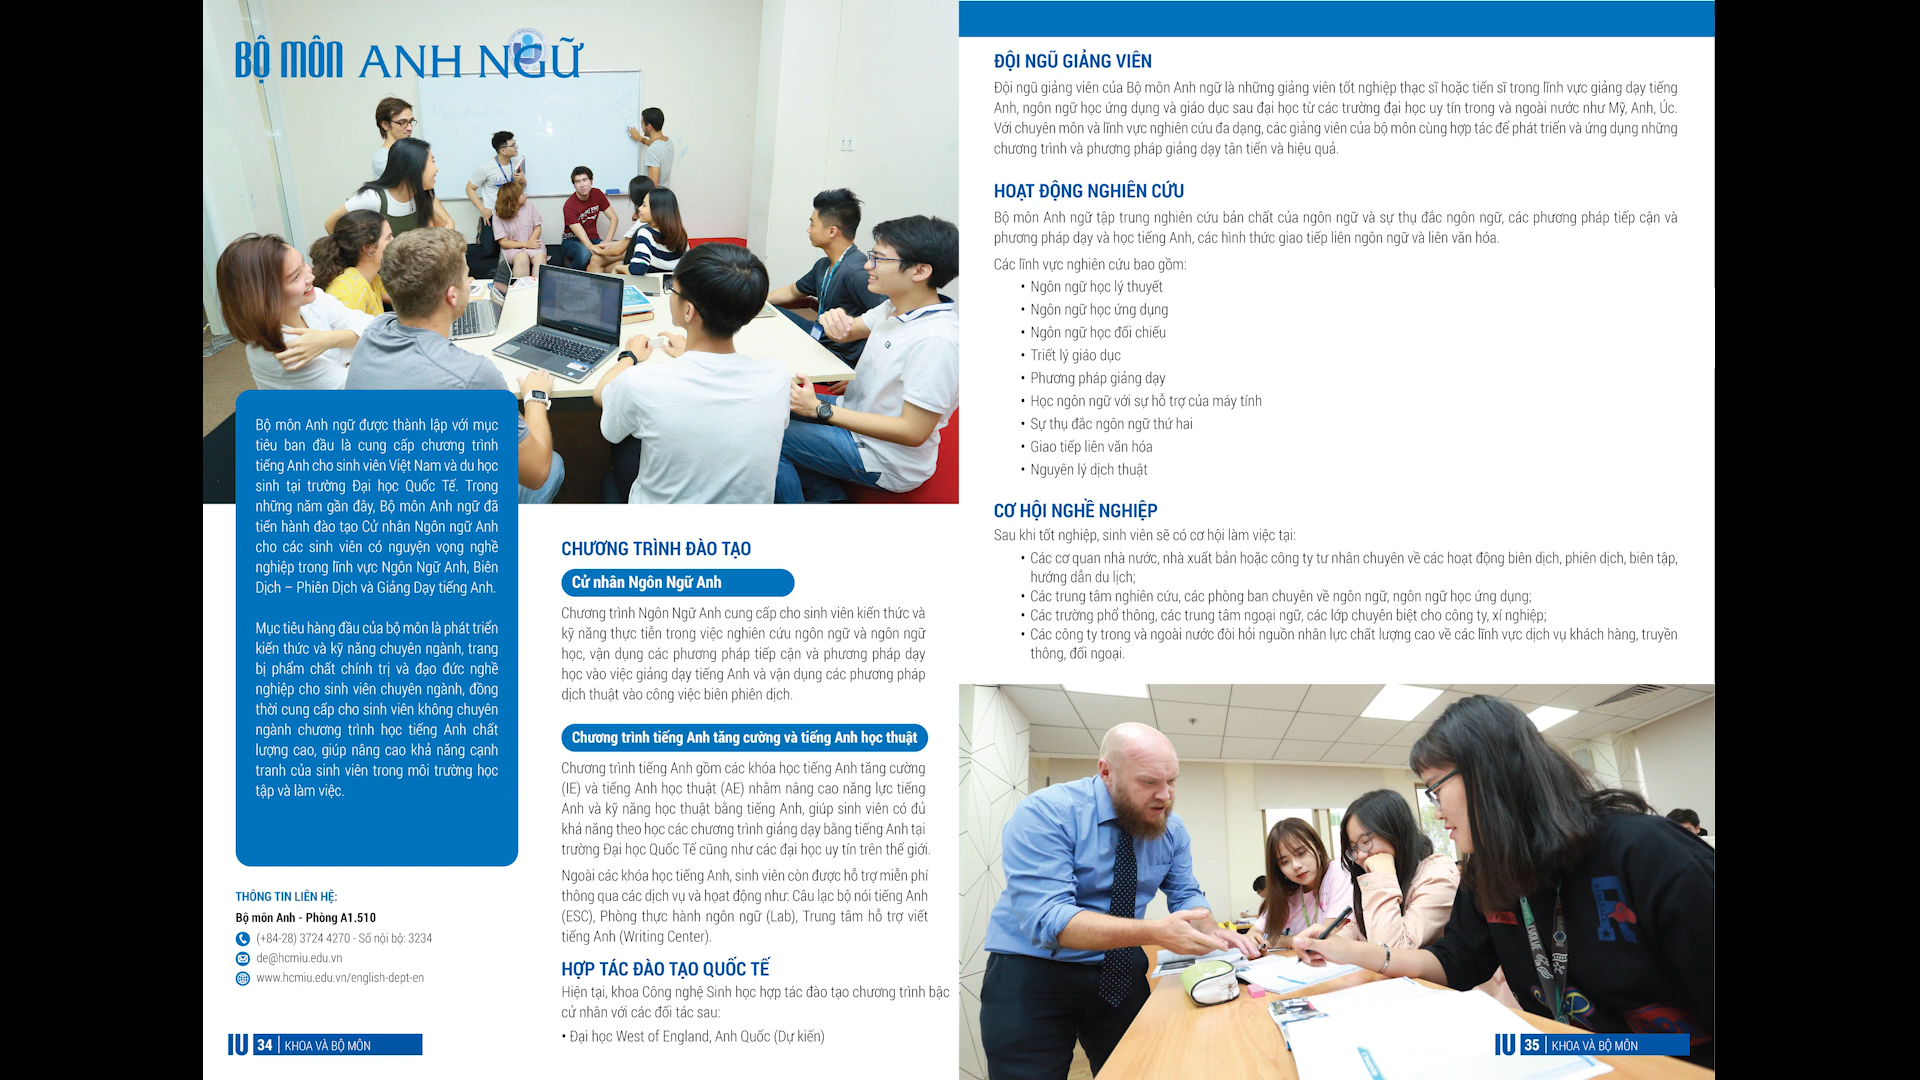 BỘ MÔN ANH NGỮ
Bộ môn Anh ngữ được thành lập với mục
tiêu ban đầu là cung cấp chương trình
tiếng Anh cho sinh viên Việt Nam và du học
sinh tại trường Đại học Quốc Tế. Trong
những năm gần đây, Bộ môn Anh ngữ đã
tiến hành đào tạo Cử nhân Ngôn ngữ Anh
cho các sinh viên có nguyện vọng nghề
nghiệp trong lĩnh vực Ngôn Ngữ Anh, Biên
Dịch – Phiên Dịch và Giảng Dạy tiếng Anh.
Mục tiêu hàng đầu của bộ môn là phát triển
kiến thức và kỹ năng chuyên ngành, trang
bị phẩm chất chính trị và đạo đức nghề
nghiệp cho sinh viên chuyên ngành, đồng
thời cung cấp cho sinh viên không chuyên
ngành chương trình học tiếng Anh chất
lượng cao, giúp nâng cao khả năng cạnh
tranh của sinh viên trong môi trường học
tập và làm việc.
THÔNG TIN LIÊN HỆ:
Bộ môn Anh - Phòng A1.510
(+84-28) 3724 4270 - Số nội bộ: 3234
de@hcmiu.edu.vn
www.hcmiu.edu.vn/english-dept-en
IU 34 | KHOA VÀ BỘ MÔN
CHƯƠNG TRÌNH ĐÀO TẠO
Cử nhân Ngôn Ngữ Anh
Chương trình Ngôn Ngữ Anh cung cấp cho sinh viên kiến thức và
kỹ năng thực tiễn trong việc nghiên cứu ngôn ngữ và ngôn ngữ
học, vận dụng các phương pháp tiếp cận và phương pháp dạy
học vào việc giảng dạy tiếng Anh và vận dụng các phương pháp
dịch thuật vào công việc biên phiên dịch.
Chương trình tiếng Anh tăng cường và tiếng Anh học thuật
Chương trình tiếng Anh gồm các khóa học tiếng Anh tăng cường
(IE) và tiếng Anh học thuật (AE) nhằm nâng cao năng lực tiếng
Anh và kỹ năng học thuật bằng tiếng Anh, giúp sinh viên có đủ
khả năng theo học các chương trình giảng dạy bằng tiếng Anh tại
trường Đại học Quốc Tế cũng như các đại học uy tín trên thế giới.
Ngoài các khóa học tiếng Anh, sinh viên còn được hỗ trợ miễn phí
thông qua các dịch vụ và hoạt động như: Câu lạc bộ nói tiếng Anh
(ESC), Phòng thực hành ngôn ngữ (Lab), Trung tâm hỗ trợ viết
tiếng Anh (Writing Center).
HỢP TÁC ĐÀO TẠO QUỐC TẾ
Hiện tại, khoa Công nghệ Sinh học hợp tác đào tạo chương trình bậc
cử nhân với các đối tác sau:
• Đại học West of England, Anh Quốc (Dự kiến)
ĐỘI NGŨ GIẢNG VIÊN
Đội ngũ giảng viên của Bộ môn Anh ngữ là những giảng viên tốt nghiệp thạc sĩ hoặc tiến sĩ trong lĩnh vực giảng dạy tiếng
Anh, ngôn ngữ học ứng dụng và giáo dục sau đại học từ các trường đại học uy tín trong và ngoài nước như Mỹ, Anh, Úc.
Với chuyên môn và lĩnh vực nghiên cứu đa dạng, các giảng viên của bộ môn cùng hợp tác để phát triển và ứng dụng những
chương trình và phương pháp giảng dạy tân tiến và hiệu quả.
HOẠT ĐỘNG NGHIÊN CỨU
Bộ môn Anh ngữ tập trung nghiên cứu bản chất của ngôn ngữ và sự thụ đắc ngôn ngữ, các phương pháp tiếp cận và
phương pháp dạy và học tiếng Anh, các hình thức giao tiếp liên ngôn ngữ và liên văn hóa.
Các lĩnh vực nghiên cứu bao gồm:
• Ngôn ngữ học lý thuyết
• Ngôn ngữ học ứng dụng
• Ngôn ngữ học đối chiếu
• Triết lý giáo dục
• Phương pháp giảng dạy
• Học ngôn ngữ với sự hỗ trợ của máy tính
• Sự thụ đắc ngôn ngữ thứ hai
• Giao tiếp liên văn hóa
• Nguyên lý dịch thuật
CƠ HỘI NGHỀ NGHIỆP
Sau khi tốt nghiệp, sinh viên sẽ có cơ hội làm việc tại:
• Các cơ quan nhà nước, nhà xuất bản hoặc công ty tư nhân chuyên về các hoạt động biên dịch, phiên dịch, biên tập,
hướng dẫn du lịch;
• Các trung tâm nghiên cứu, các phòng ban chuyên về ngôn ngữ, ngôn ngữ học ứng dụng;
• Các trường phổ thông, các trung tâm ngoại ngữ, các lớp chuyên biệt cho công ty, xí nghiệp;
• Các công ty trong và ngoài nước đòi hỏi nguồn nhân lực chất lượng cao về các lĩnh vực dịch vụ khách hàng, truyền
thông, đối ngoại.
IU 35 | KHOA VÀ BỘ MÔN